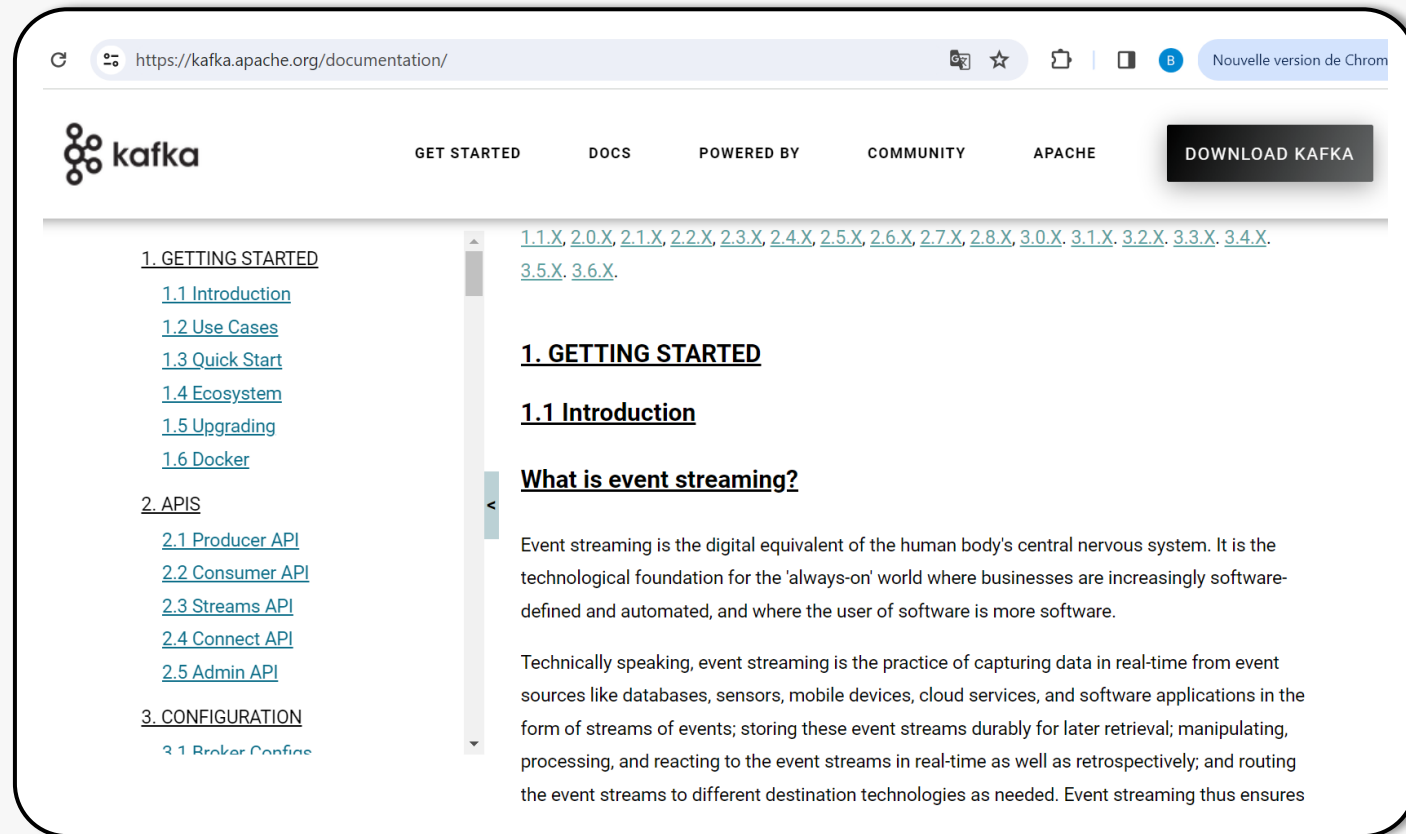 https://kafka.apache.org/documentation/
B
Nouvelle version de Chrom
kafka
GET STARTED
DOCS
POWERED BY
COMMUNITY
APACHE
DOWNLOAD KAFKA
1. GETTING STARTED
1.1 Introduction
1.2 Use Cases
1.3 Quick Start
1.4 Ecosystem
1.5 Upgrading
1.6 Docker
2. APIS
2.1 Producer API
2.2 Consumer API
2.3 Streams API
2.4 Connect API
2.5 Admin API
3. CONFIGURATION
3.1 Broker Configs
<
1.1.X, 2.0.X, 2.1.X, 2.2.X, 2.3.X, 2.4.X, 2.5.X, 2.6.X, 2.7.X, 2.8.X, 3.0.X. 3.1.X. 3.2.X. 3.3.X. 3.4.X.
3.5.X. 3.6.X.
1. GETTING STARTED
1.1 Introduction
What is event streaming?
Event streaming is the digital equivalent of the human body's central nervous system. It is the
technological foundation for the 'always-on' world where businesses are increasingly software-
defined and automated, and where the user of software is more software.
Technically speaking, event streaming is the practice of capturing data in real-time from event
sources like databases, sensors, mobile devices, cloud services, and software applications in the
form of streams of events; storing these event streams durably for later retrieval; manipulating,
processing, and reacting to the event streams in real-time as well as retrospectively; and routing
the event streams to different destination technologies as needed. Event streaming thus ensures